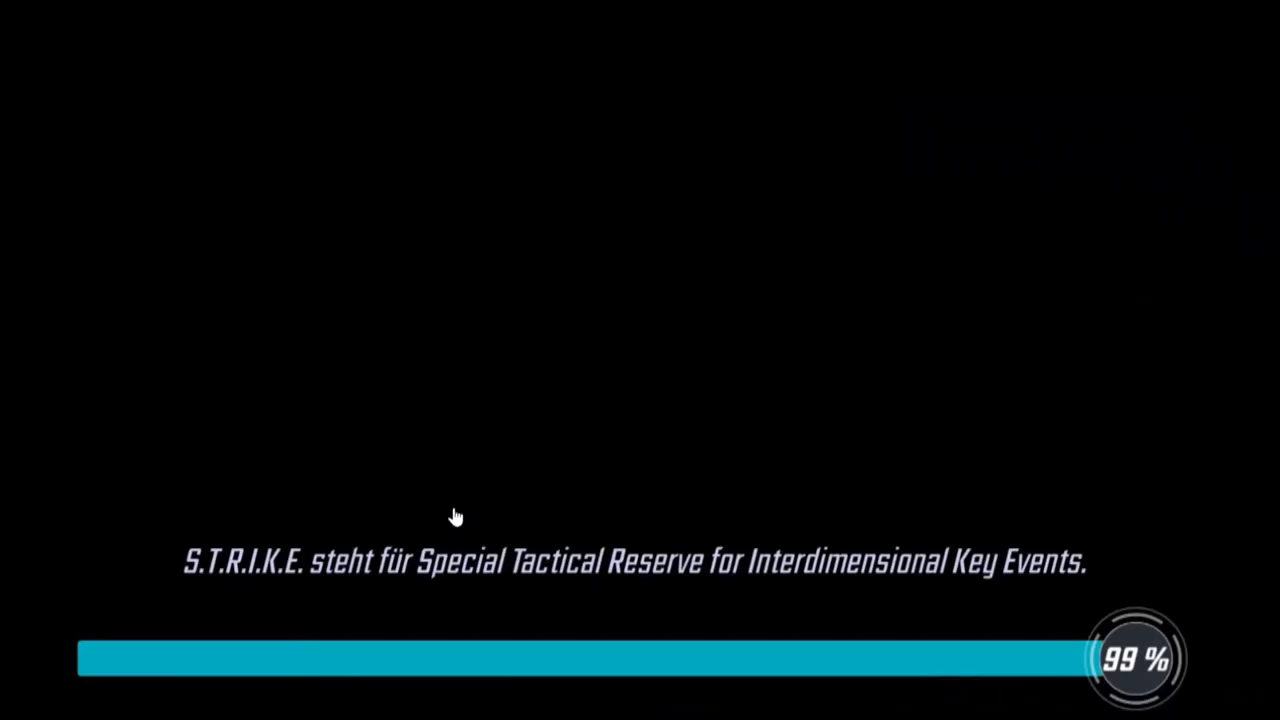 S.T.R.I.K.E. steht für Special Tactical Reserve for Interdimensional Key Events.
99 %